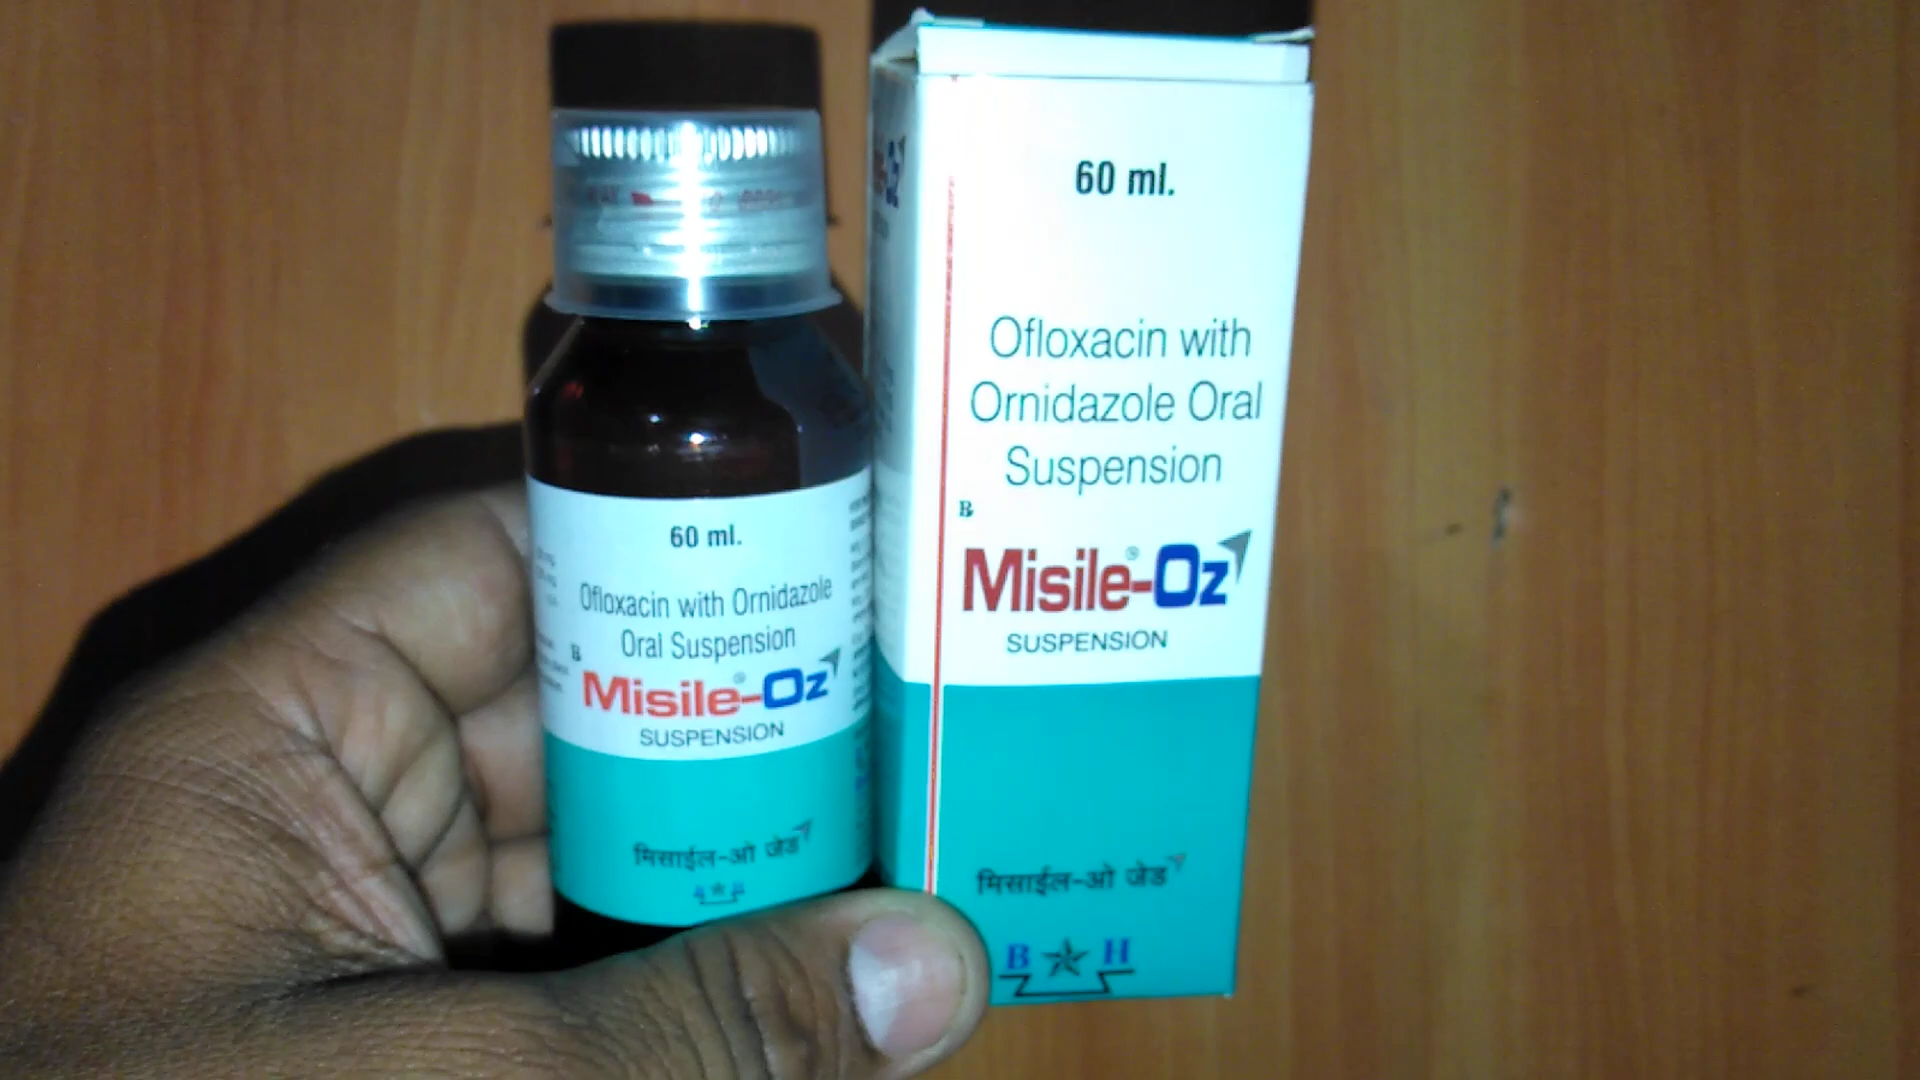 60 ml.
Ofloxacin with Ornidazole
Oral Suspension
Misile®-Oz
SUSPENSION
मिसाईल-ओ जेड
60 ml.
Ofloxacin with
Ornidazole Oral
Suspension
Misile®-Oz
SUSPENSION
मिसाईल-ओ जेड
B H